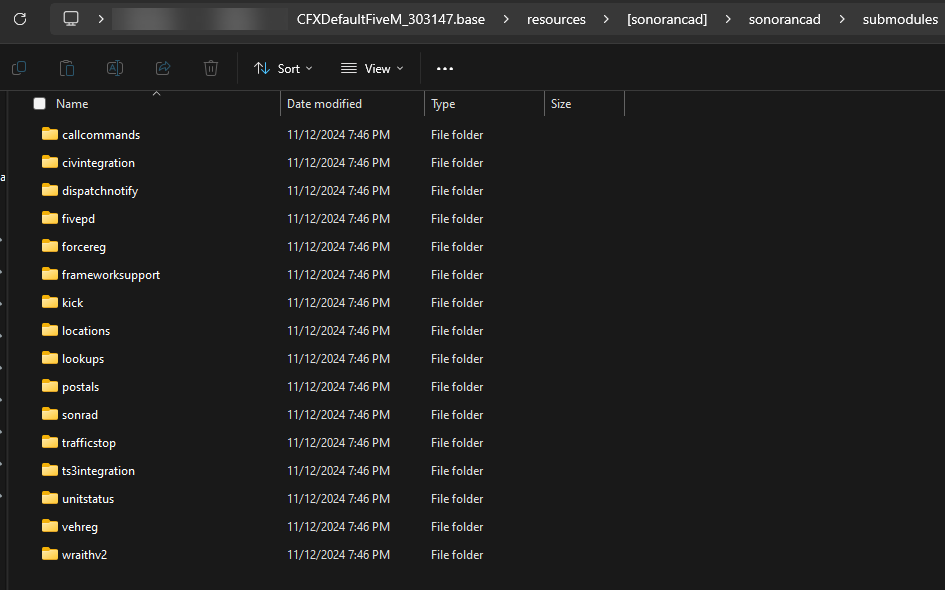 CFXDefaultFiveM_303147.base > resources > [sonorancad] > sonorancad > submodules
Sort View
Name Date modified Type Size
callcommands 11/12/2024 7:46 PM File folder
civintegration 11/12/2024 7:46 PM File folder
dispatchnotify 11/12/2024 7:46 PM File folder
fivepd 11/12/2024 7:46 PM File folder
forcereg 11/12/2024 7:46 PM File folder
frameworksupport 11/12/2024 7:46 PM File folder
kick 11/12/2024 7:46 PM File folder
locations 11/12/2024 7:46 PM File folder
lookups 11/12/2024 7:46 PM File folder
postals 11/12/2024 7:46 PM File folder
sonrad 11/12/2024 7:46 PM File folder
trafficstop 11/12/2024 7:46 PM File folder
ts3integration 11/12/2024 7:46 PM File folder
unitstatus 11/12/2024 7:46 PM File folder
vehreg 11/12/2024 7:46 PM File folder
wraithv2 11/12/2024 7:46 PM File folder